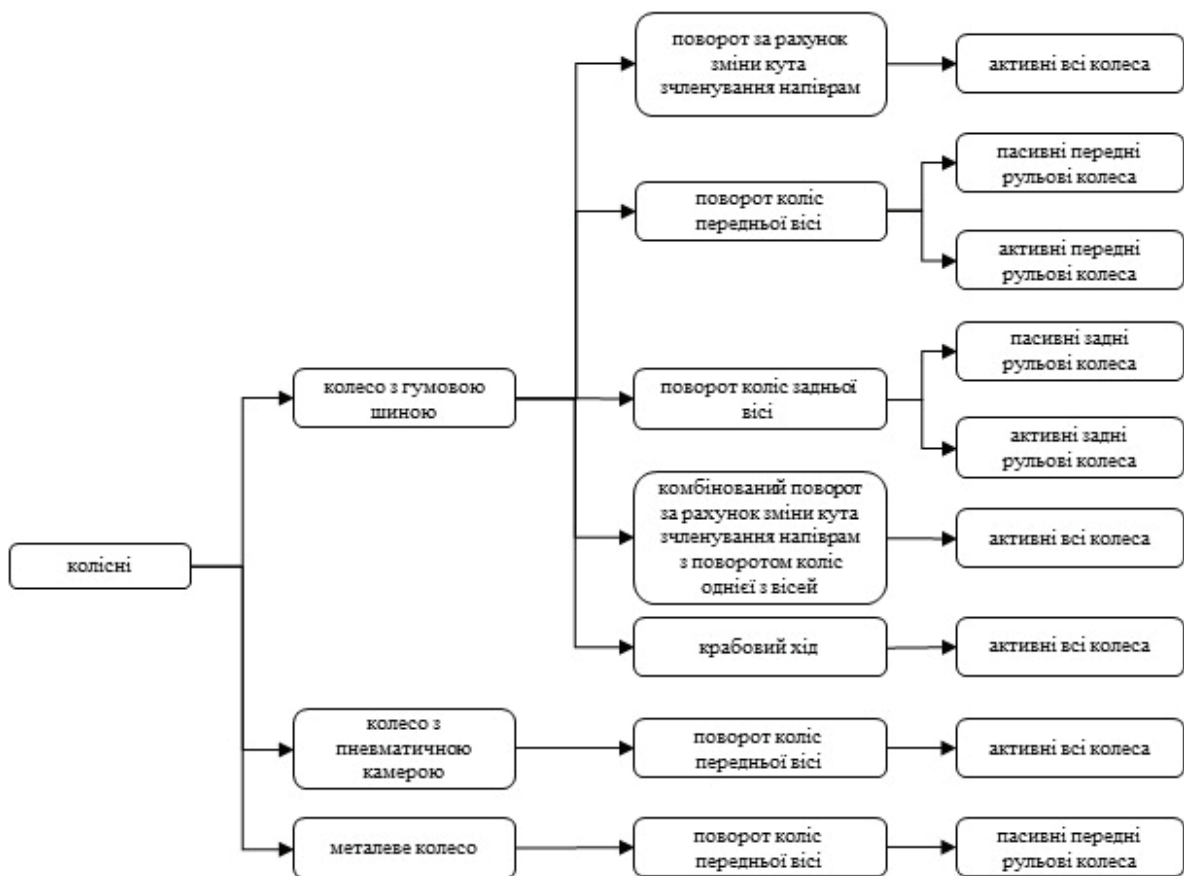 поворот за рахунок
зміни кута
зчленування напіврам
активні всі колеса
пасивні передні
рульові колеса
поворот коліс
передньої вісі
активні передні
рульові колеса
пасивні задні
рульові колеса
колесо з гумовою
шиною
поворот коліс задньої
вісі
активні задні
рульові колеса
комбінований поворот
за рахунок зміни кута
зчленування напіврам
з поворотом коліс
однієї з вісей
активні всі колеса
колісні
крабовий хід
активні всі колеса
колесо з
пневматичною
камерою
поворот коліс
передньої вісі
активні всі колеса
металеве колесо
поворот коліс
передньої вісі
пасивні передні
рульові колеса